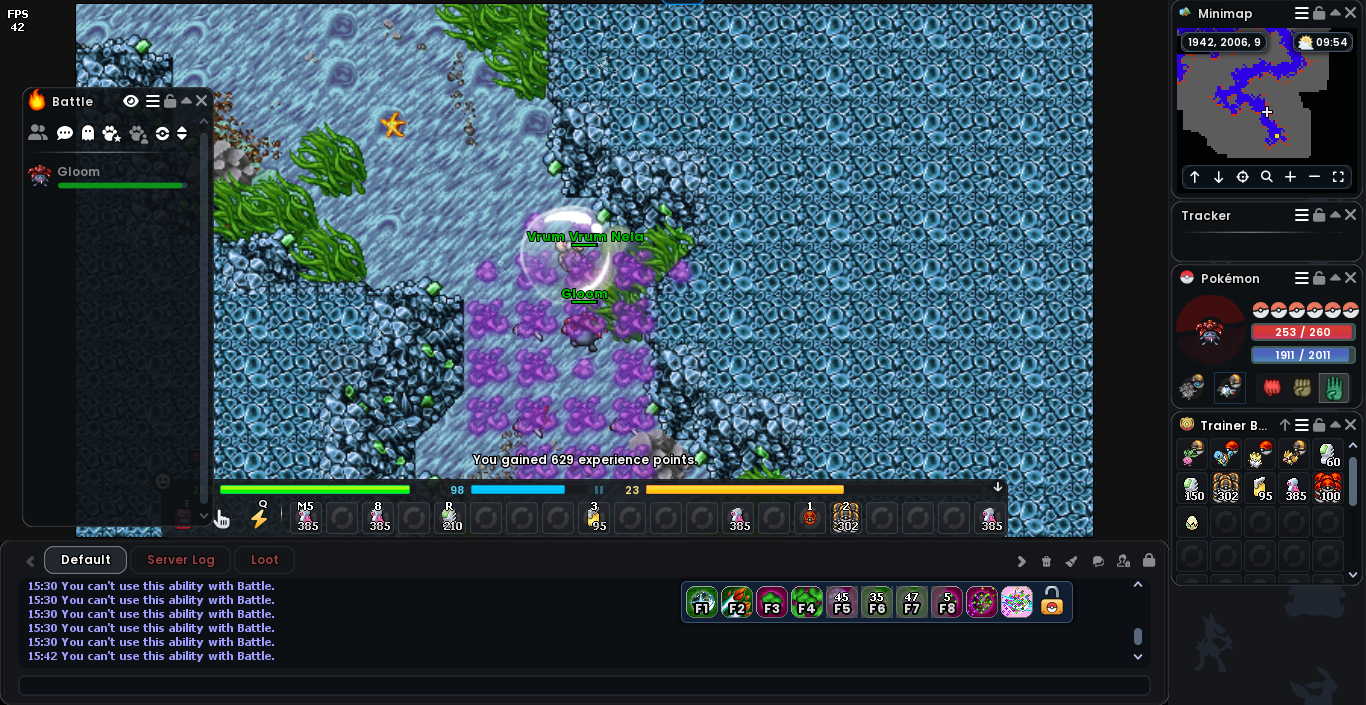 FPS
42
Battle
Gloom
Vrum Vrum Nela
Gloom
You gained 629 experience points.
98
23
Q
M5
385
8
385
R
210
3
95
385
1
2
302
385
Minimap
1942, 2006, 9
09:54
Tracker
Pokémon
253 / 260
1911 / 2011
Trainer B...
60
150
302
95
385
100
Default
Server Log
Loot
15:30 You can't use this ability with Battle.
15:30 You can't use this ability with Battle.
15:30 You can't use this ability with Battle.
15:30 You can't use this ability with Battle.
15:30 You can't use this ability with Battle.
15:42 You can't use this ability with Battle.
F1
F2
F3
F4
45
F5
35
F6
47
F7
5
F8